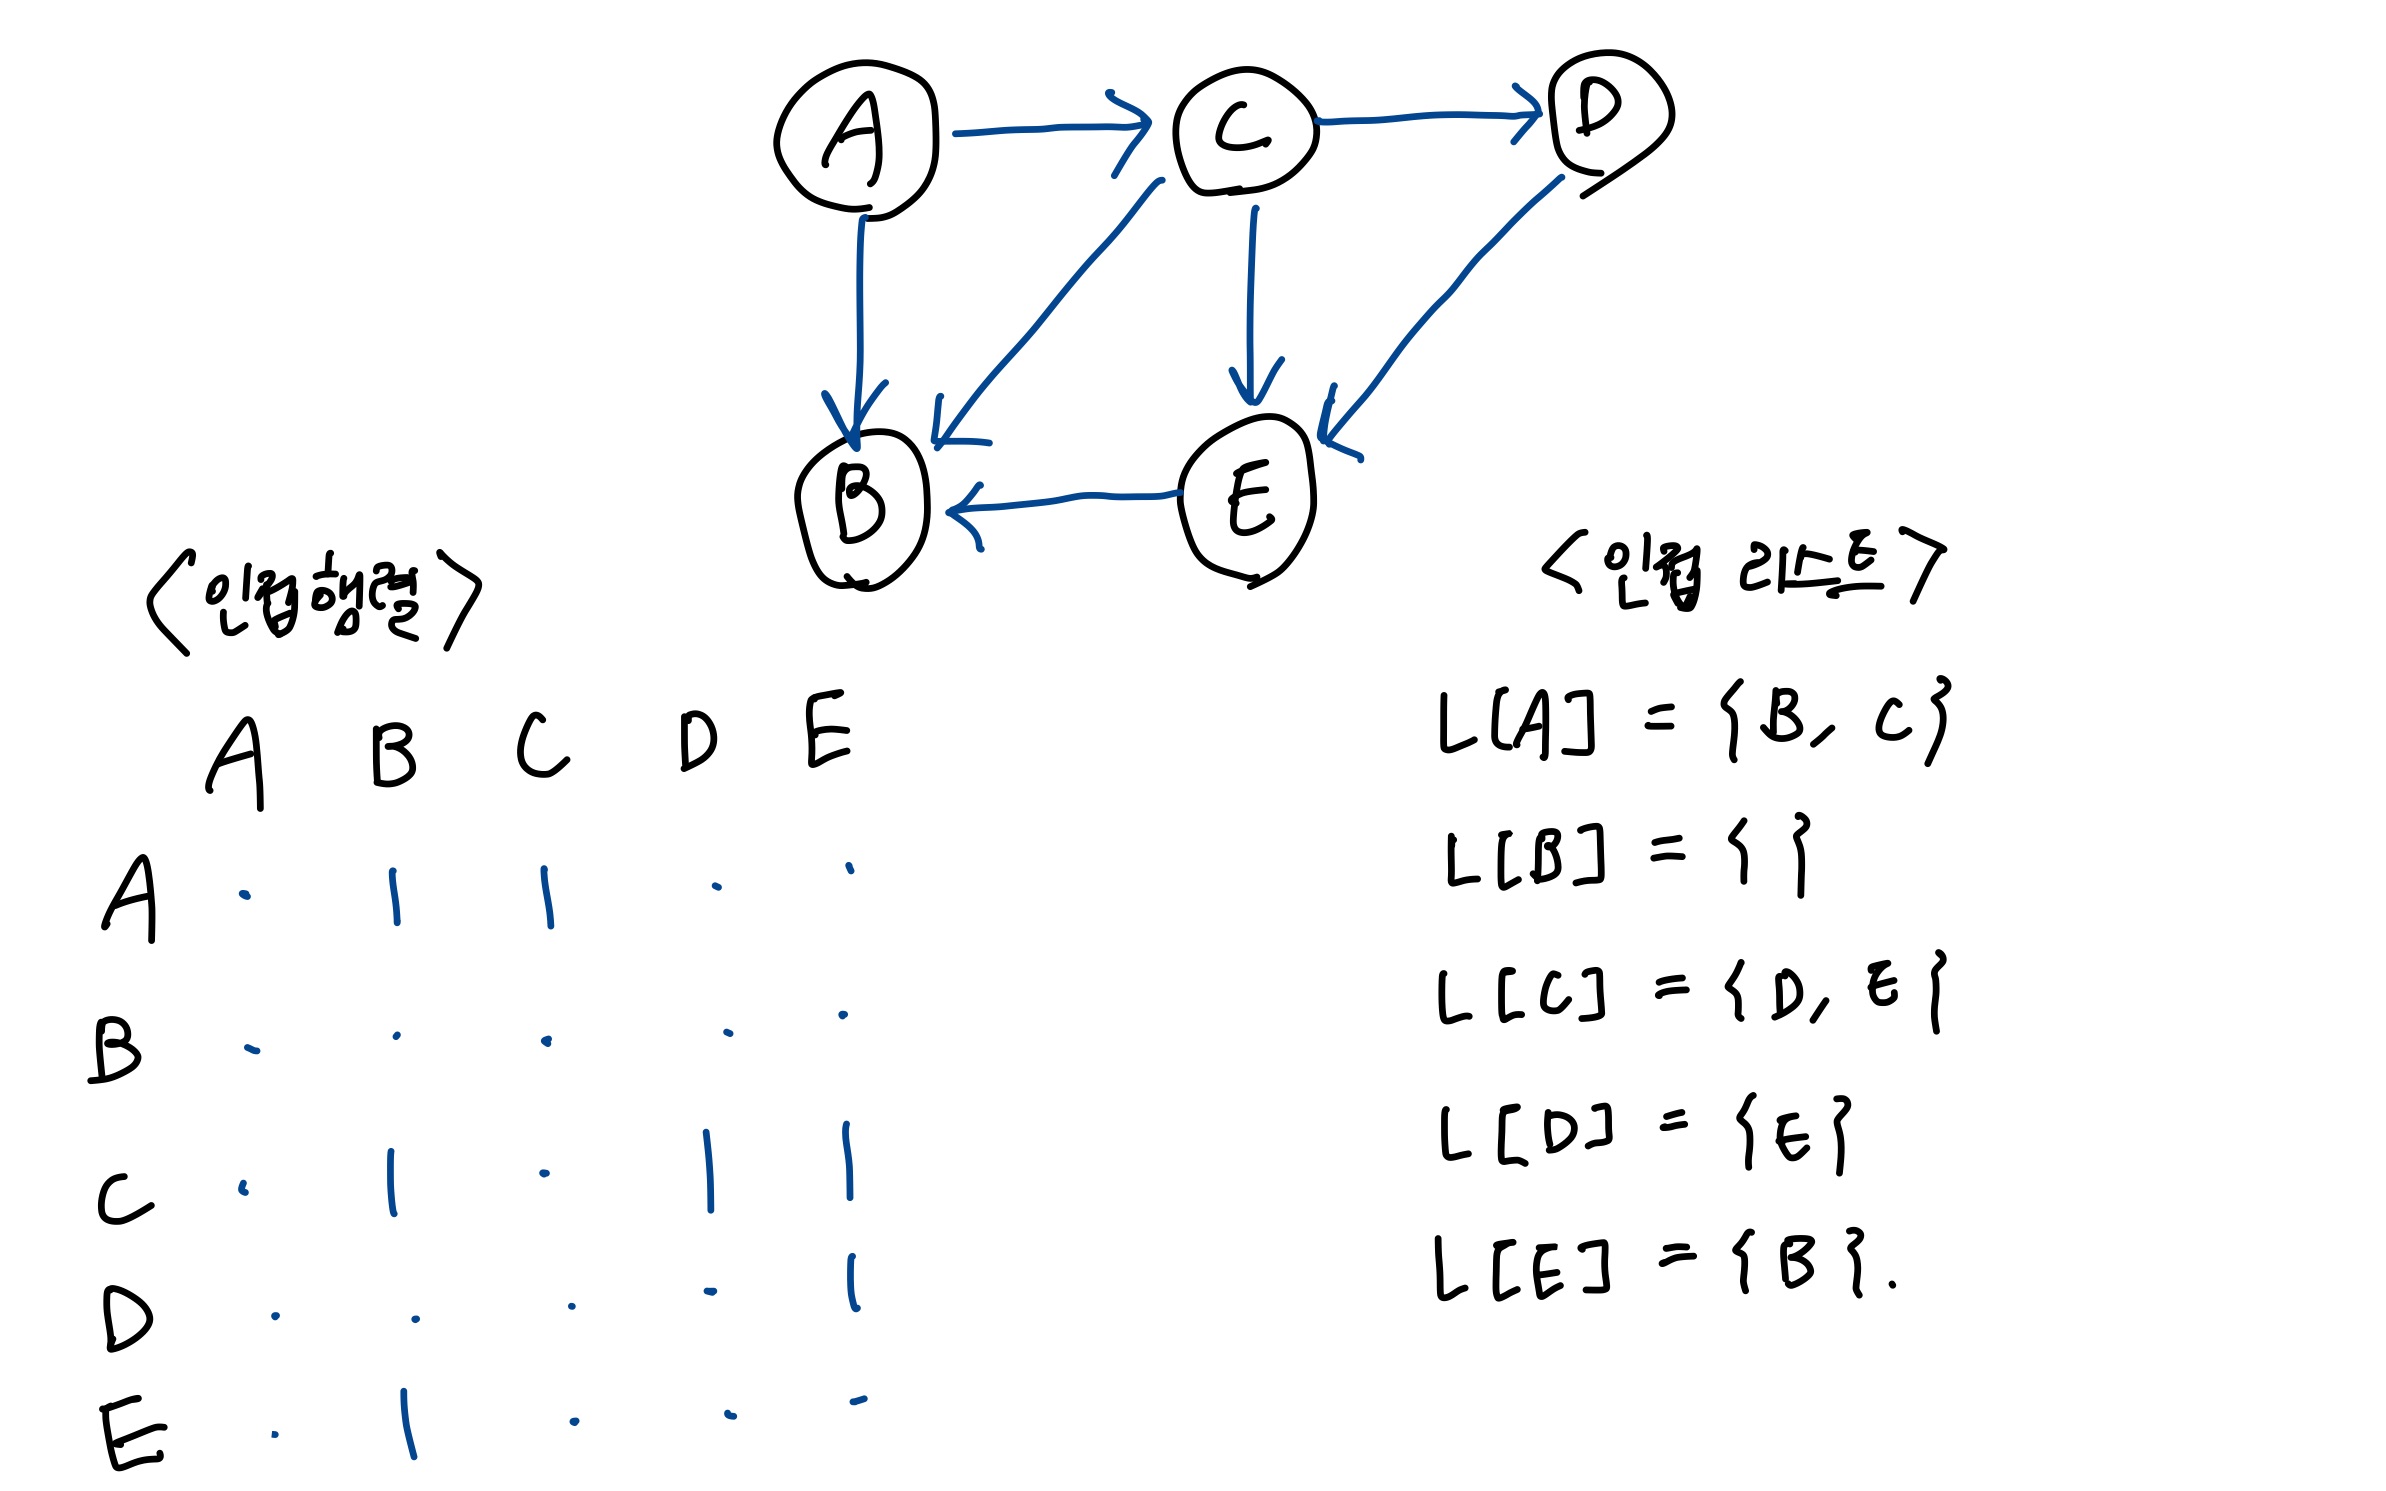 A C D
B E
<인접행렬>
A B C D E
A · 1 1 · ·
B · · · · ·
C · 1 · 1 1
D · · · · 1
E · 1 · · ·
<인접 리스트>
L[A] = {B, C}
L[B] = { }
L[C] = {D, E}
L[D] = {E}
L[E] = {B}.